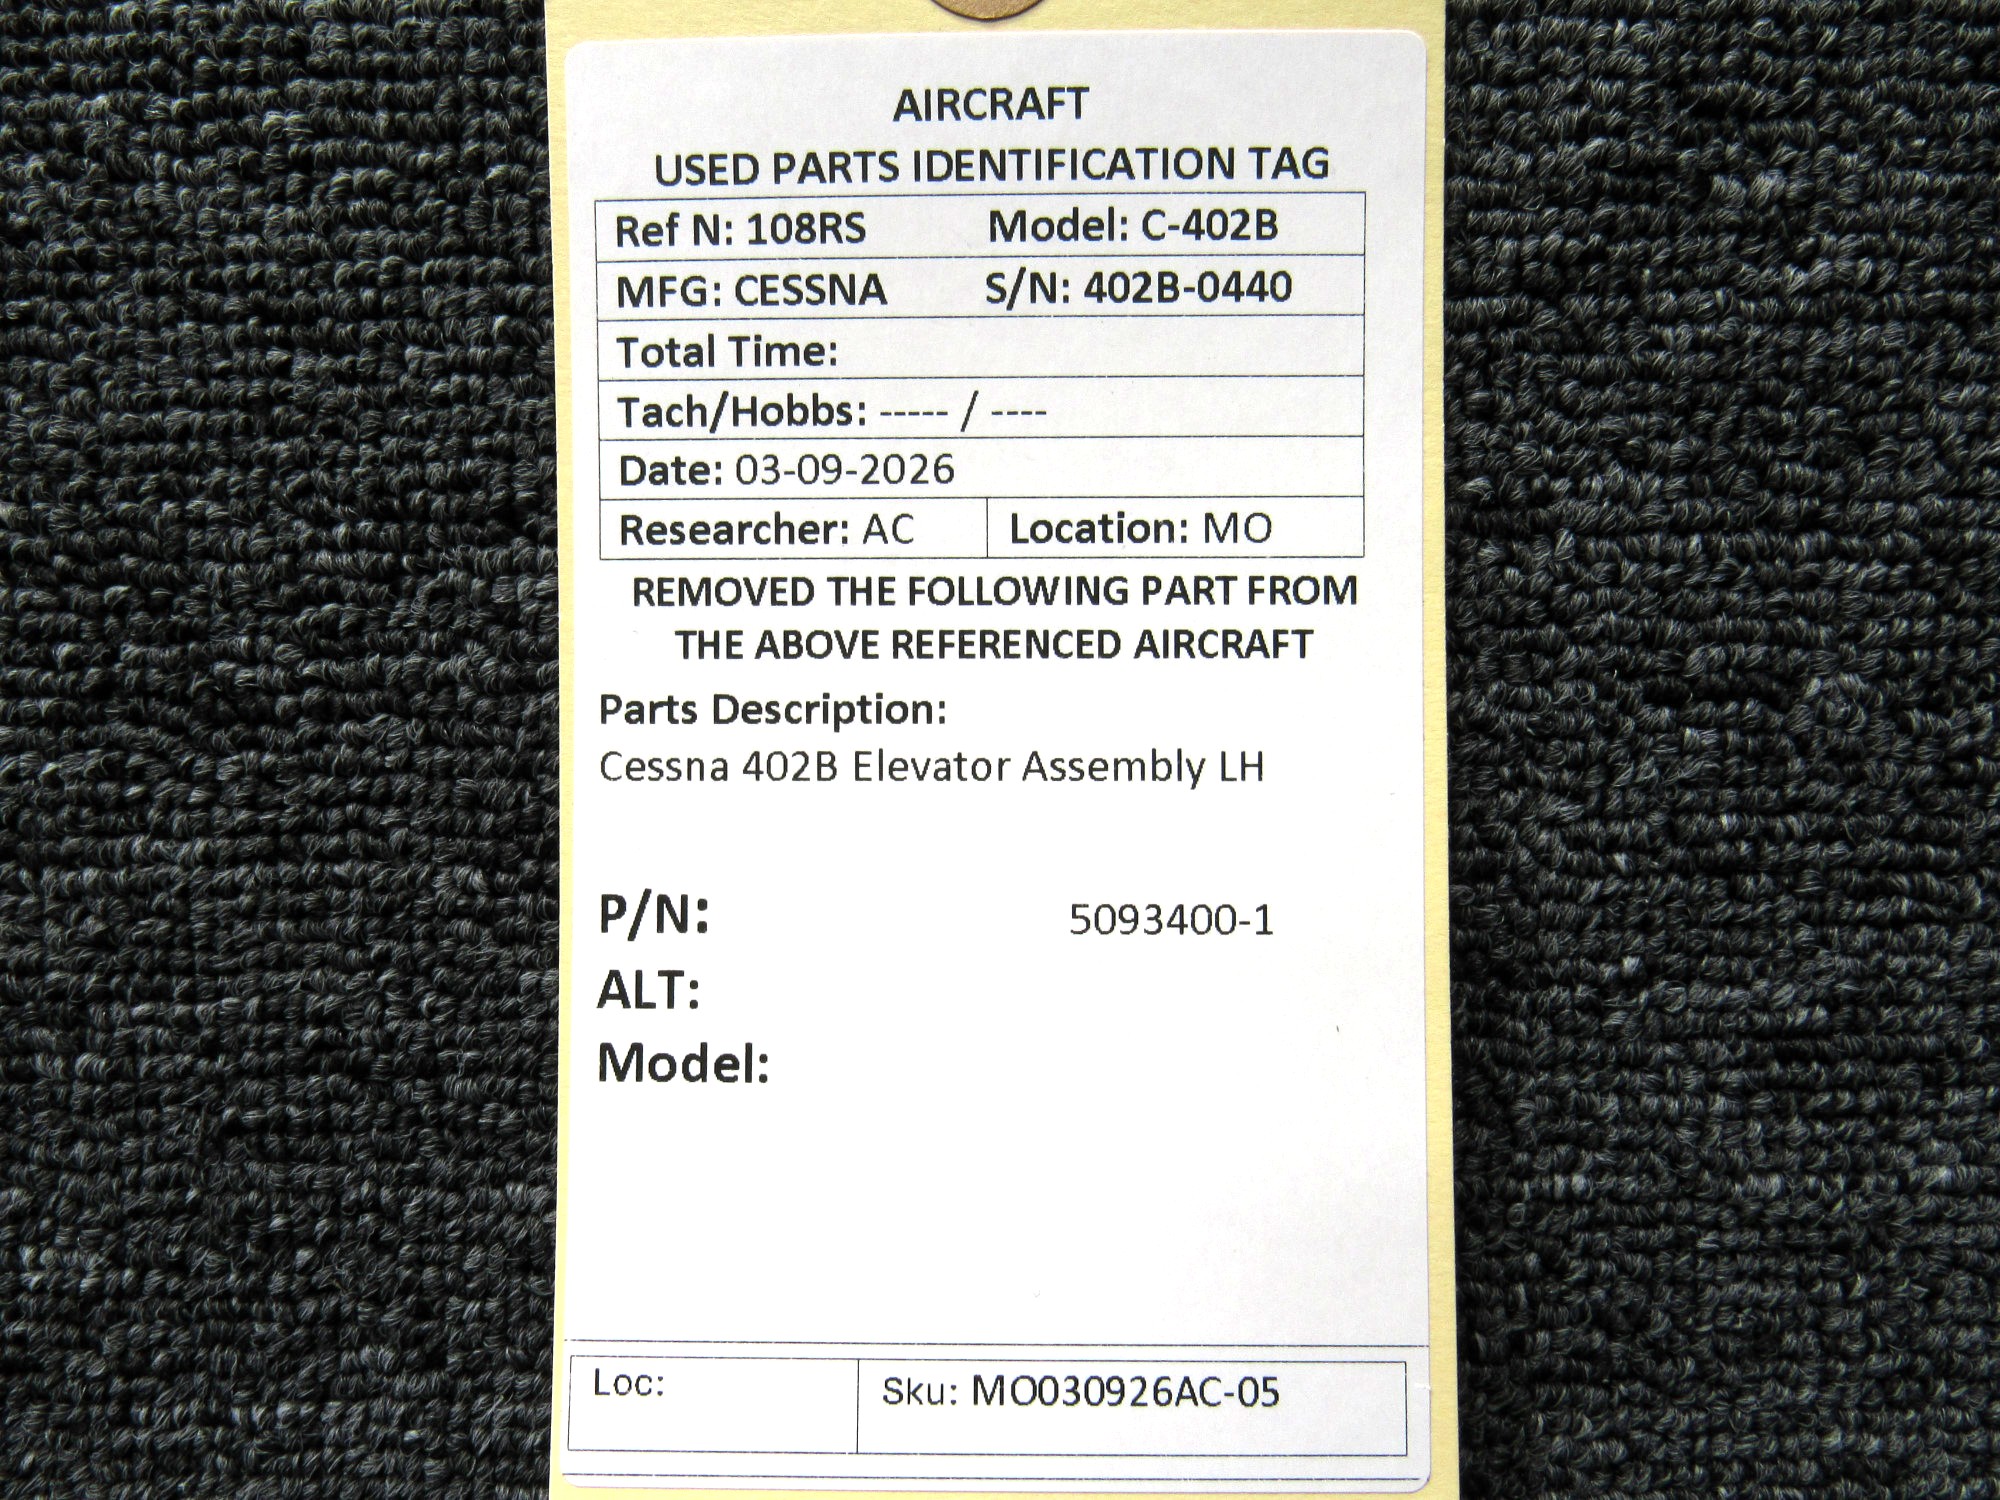 AIRCRAFT
USED PARTS IDENTIFICATION TAG
Ref N: 108RS Model: C-402B
MFG: CESSNA S/N: 402B-0440
Total Time:
Tach/Hobbs: ----- / ----
Date: 03-09-2026
Researcher: AC Location: MO
REMOVED THE FOLLOWING PART FROM
THE ABOVE REFERENCED AIRCRAFT
Parts Description:
Cessna 402B Elevator Assembly LH
P/N: 5093400-1
ALT:
Model:
Loc: Sku: MO030926AC-05